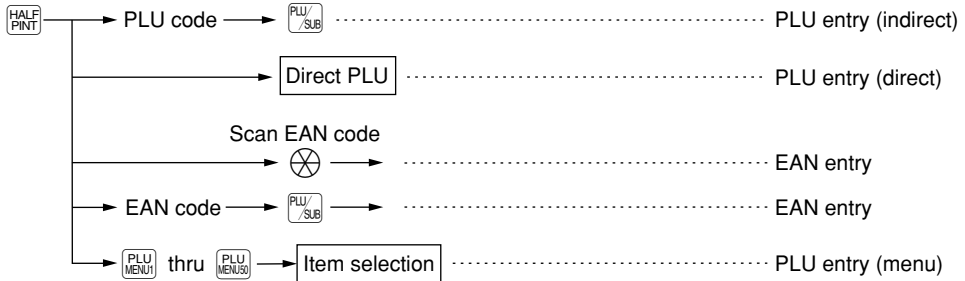 HALF PINT PLU code PLU/SUB PLU entry (indirect)
Direct PLU PLU entry (direct)
Scan EAN code
EAN entry
EAN code PLU/SUB EAN entry
PLU MENU1 thru PLU MENU50 Item selection PLU entry (menu)